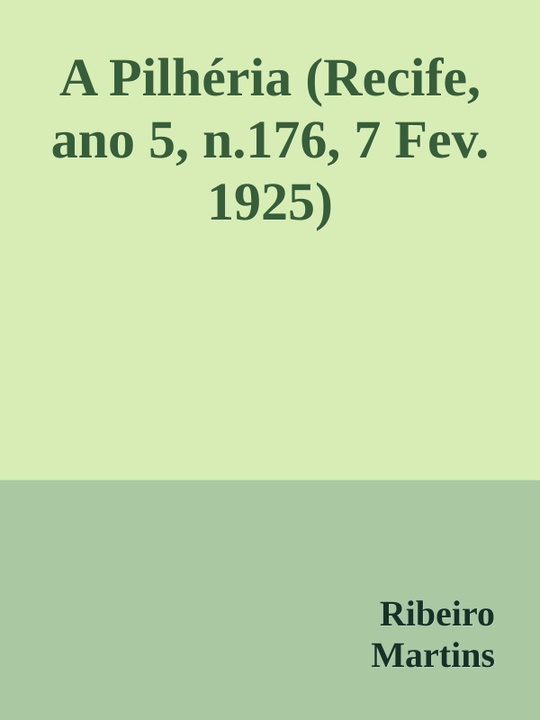 A Pilhéria (Recife,
ano 5, n.176, 7 Fev.
1925)
Ribeiro
Martins